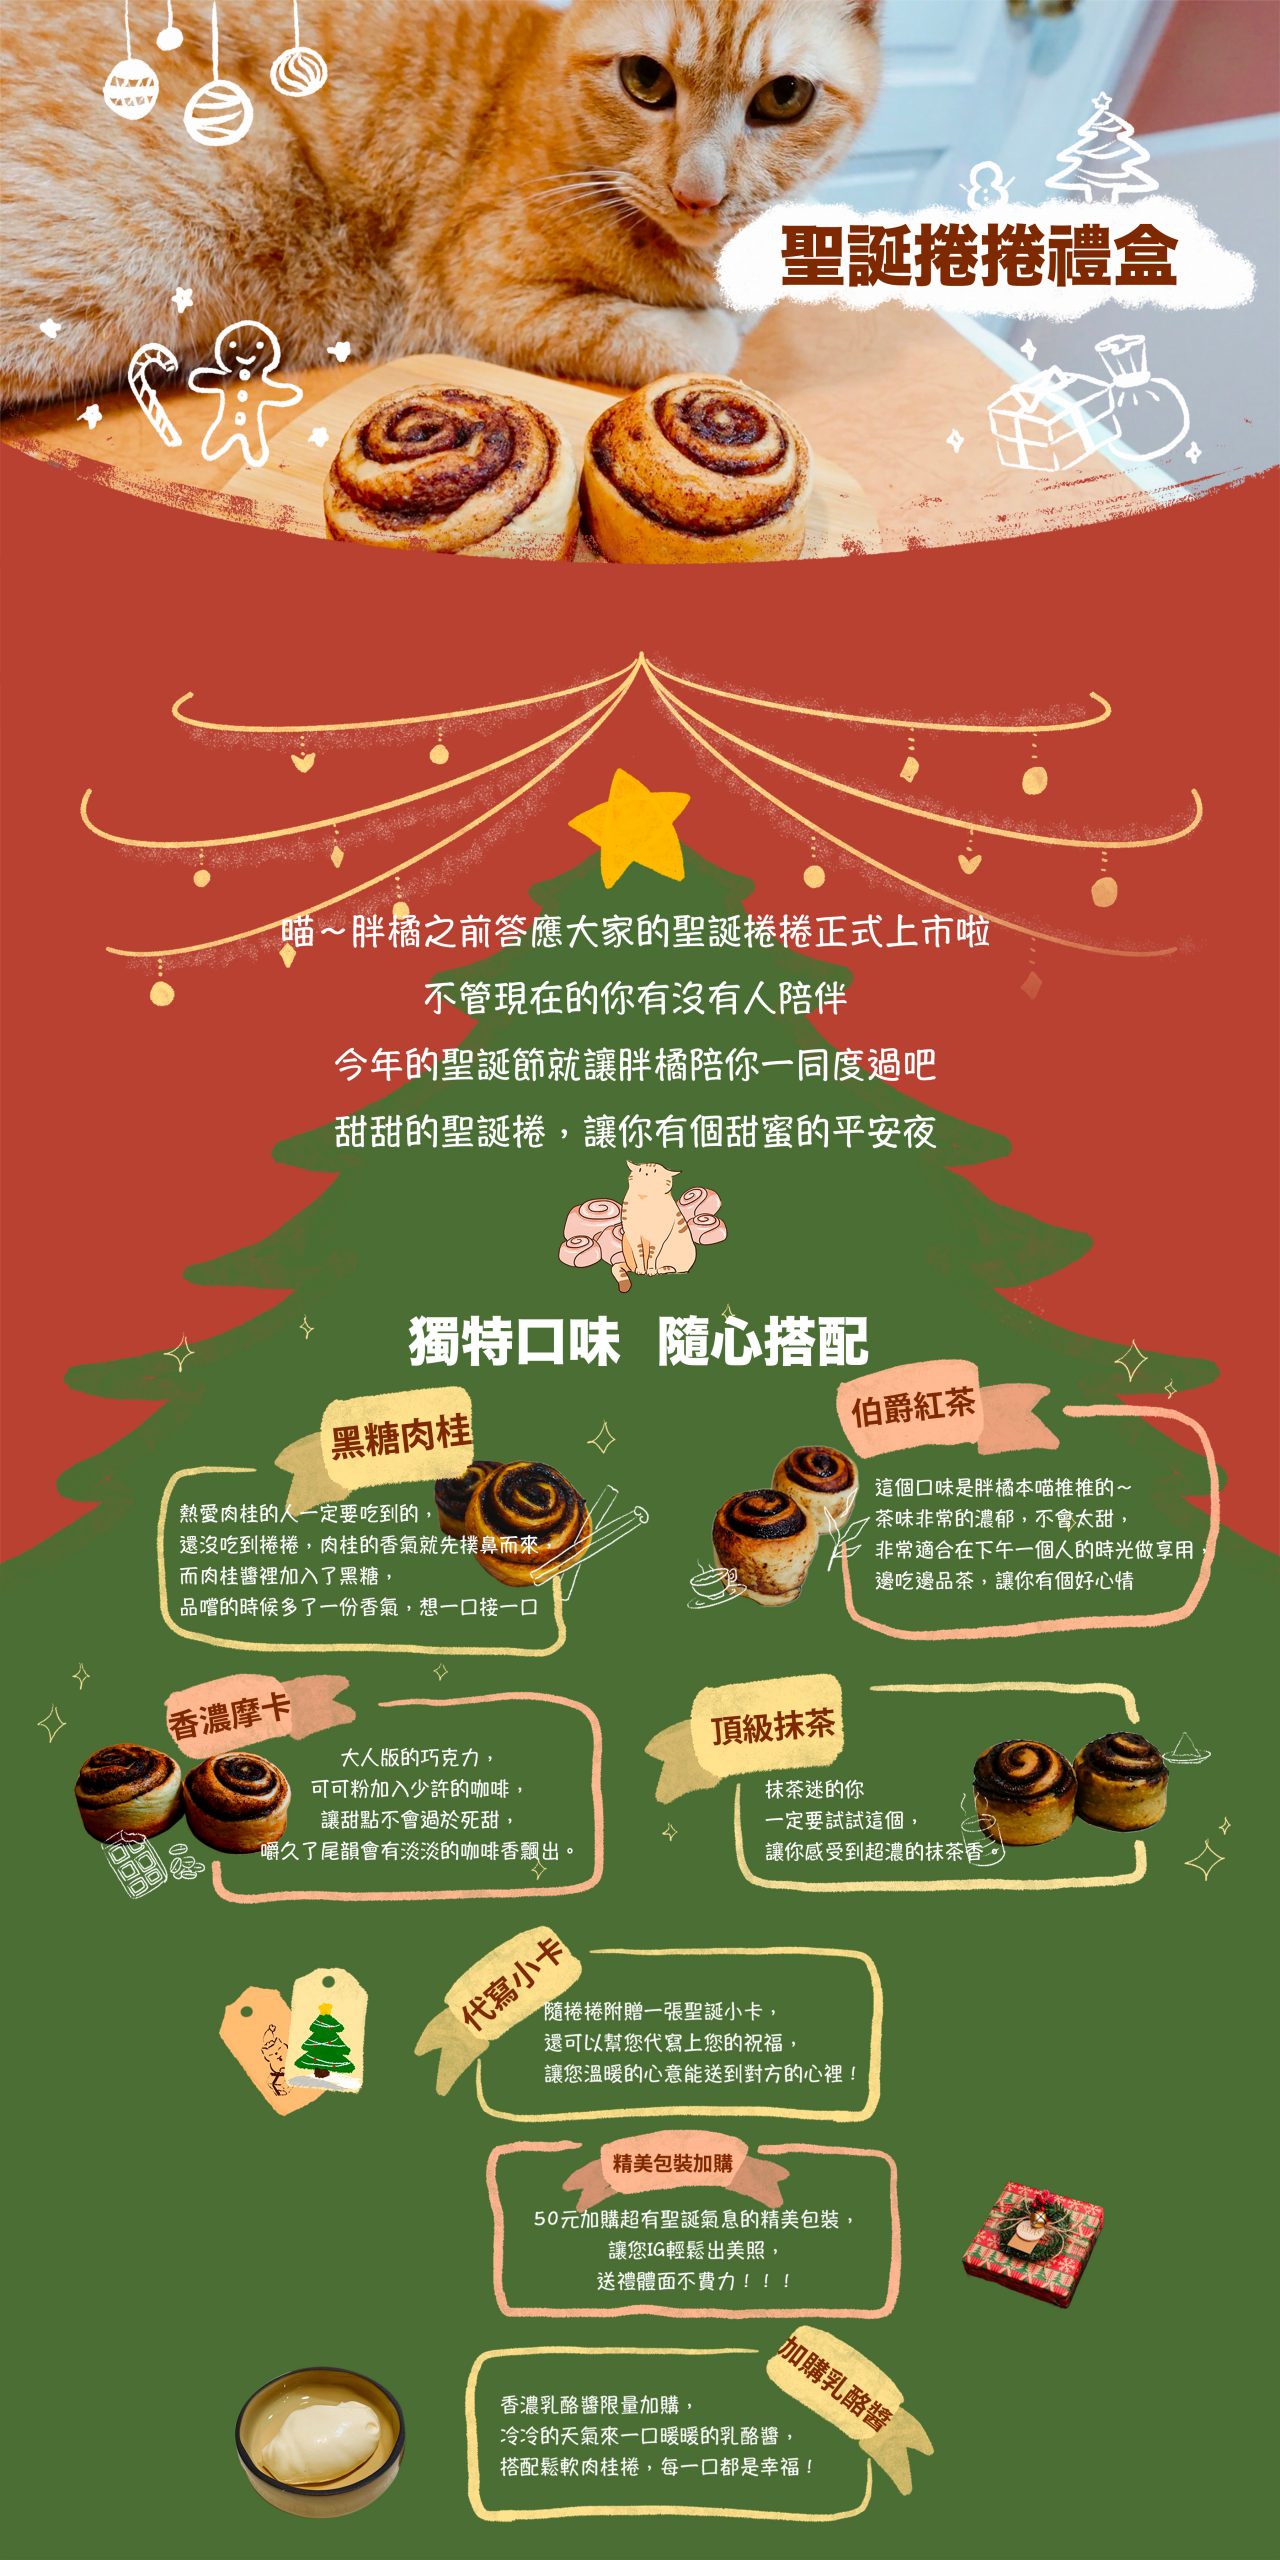 聖誕捲捲禮盒
喵～胖橘之前答應大家的聖誕捲捲正式上市啦
不管現在的你有沒有人陪伴
今年的聖誕節就讓胖橘陪你一同度過吧
甜甜的聖誕捲，讓你有個甜蜜的平安夜
獨特口味 隨心搭配
黑糖肉桂
熱愛肉桂的人一定要吃到的，
還沒吃到捲捲，肉桂的香氣就先撲鼻而來，
而肉桂醬裡加入了黑糖，
品嚐的時候多了一份香氣，想一口接一口
伯爵紅茶
這個口味是胖橘本喵推推的～
茶味非常的濃郁，不會太甜，
非常適合在下午一個人的時光做享用，
邊吃邊品茶，讓你有個好心情
香濃摩卡
大人版的巧克力，
可可粉加入少許的咖啡，
讓甜點不會過於死甜，
嚼久了尾韻會有淡淡的咖啡香飄出。
頂級抹茶
抹茶迷的你
一定要試試這個，
讓你感受到超濃的抹茶香。
代寫小卡
隨捲捲附贈一張聖誕小卡，
還可以幫您代寫上您的祝福，
讓您溫暖的心意能送到對方的心裡！
精美包裝加購
50元加購超有聖誕氣息的精美包裝，
讓您IG輕鬆出美照，
送禮體面不費力！！！
加購乳酪醬
香濃乳酪醬限量加購，
冷冷的天氣來一口暖暖的乳酪醬，
搭配鬆軟肉桂捲，每一口都是幸福！